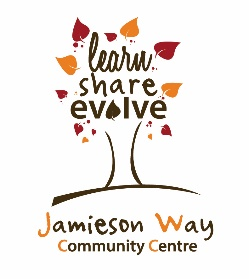 learn
share
evolve
Jamieson Way
Community Centre